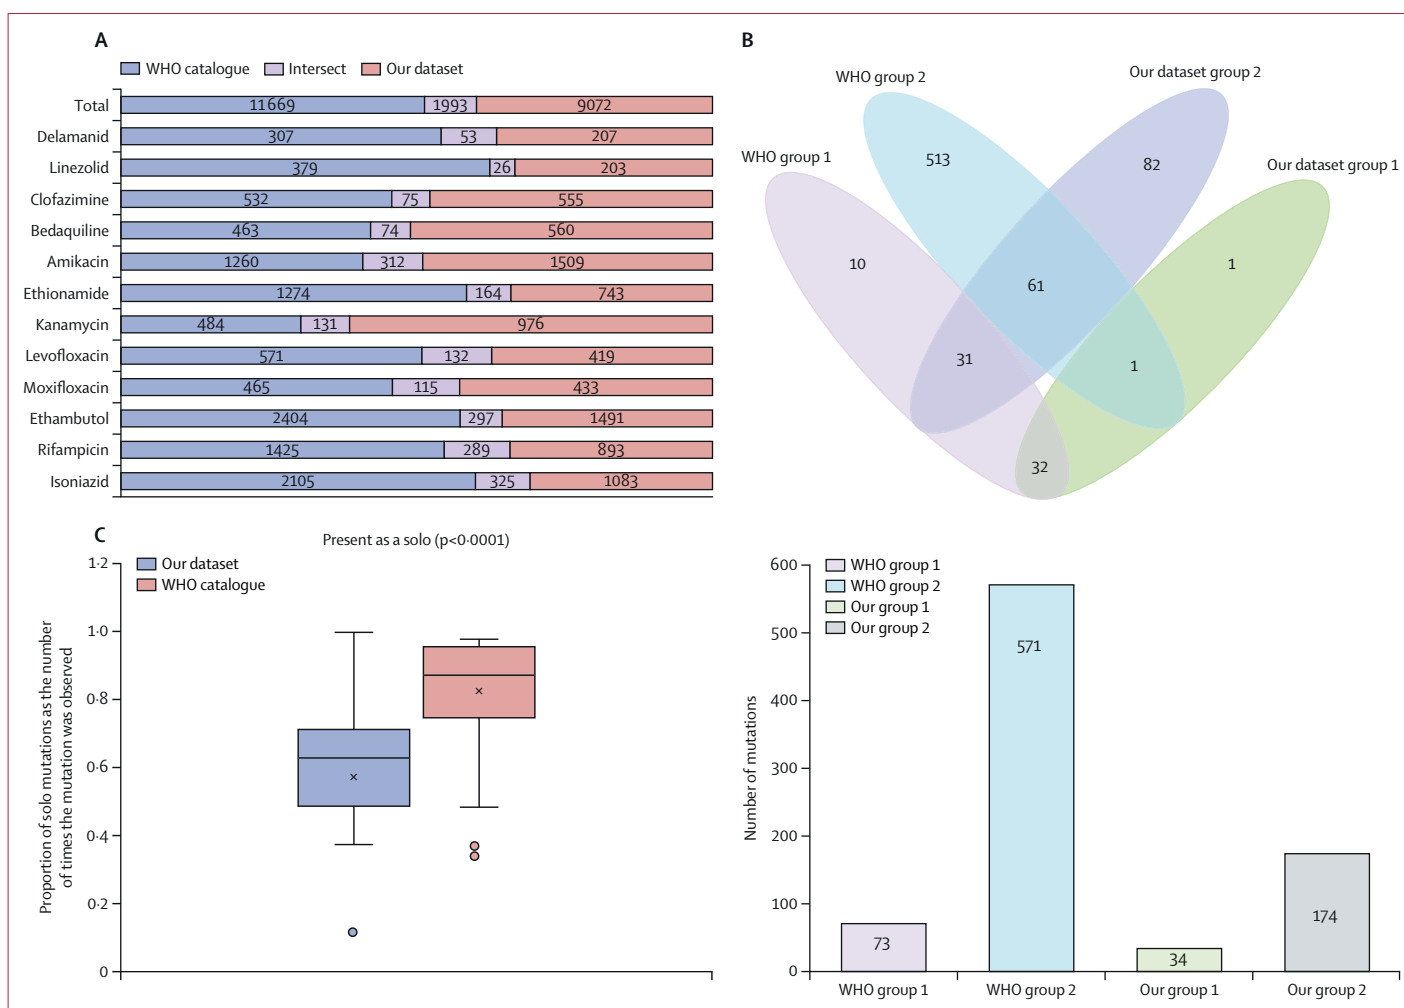 A
WHO catalogue Intersect Our dataset
Total 11669 1993 9072
Delamanid 307 53 207
Linezolid 379 26 203
Clofazimine 532 75 555
Bedaquiline 463 74 560
Amikacin 1260 312 1509
Ethionamide 1274 164 743
Kanamycin 484 131 976
Levofloxacin 571 132 419
Moxifloxacin 465 115 433
Ethambutol 2404 297 1491
Rifampicin 1425 289 893
Isoniazid 2105 325 1083
B
WHO group 2
Our dataset group 2
WHO group 1
Our dataset group 1
513
82
10
1
61
31
1
32
C
Present as a solo (p<0·0001)
Our dataset
WHO catalogue
Proportion of solo mutations as the number
of times the mutation was observed
1·2
1·0
0·8
0·6
0·4
0·2
0
×
×
WHO group 1
WHO group 2
Our group 1
Our group 2
Number of mutations
600
500
400
300
200
100
0
73
571
34
174
WHO group 1 WHO group 2 Our group 1 Our group 2